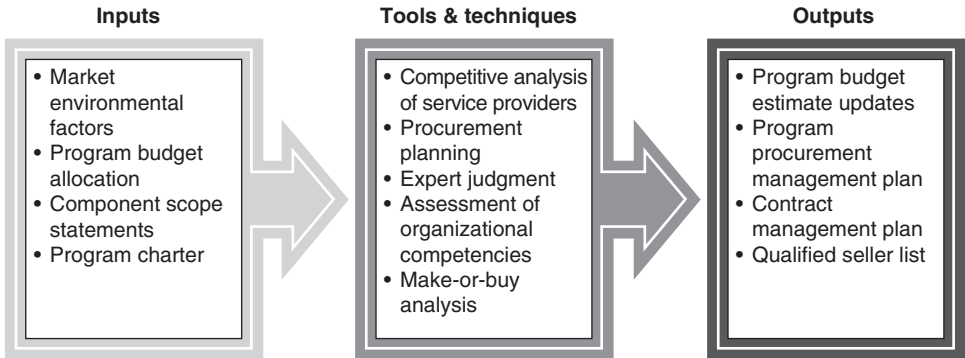 Inputs
• Market
environmental
factors
• Program budget
allocation
• Component scope
statements
• Program charter
Tools & techniques
• Competitive analysis
of service providers
• Procurement
planning
• Expert judgment
• Assessment of
organizational
competencies
• Make-or-buy
analysis
Outputs
• Program budget
estimate updates
• Program
procurement
management plan
• Contract
management plan
• Qualified seller list